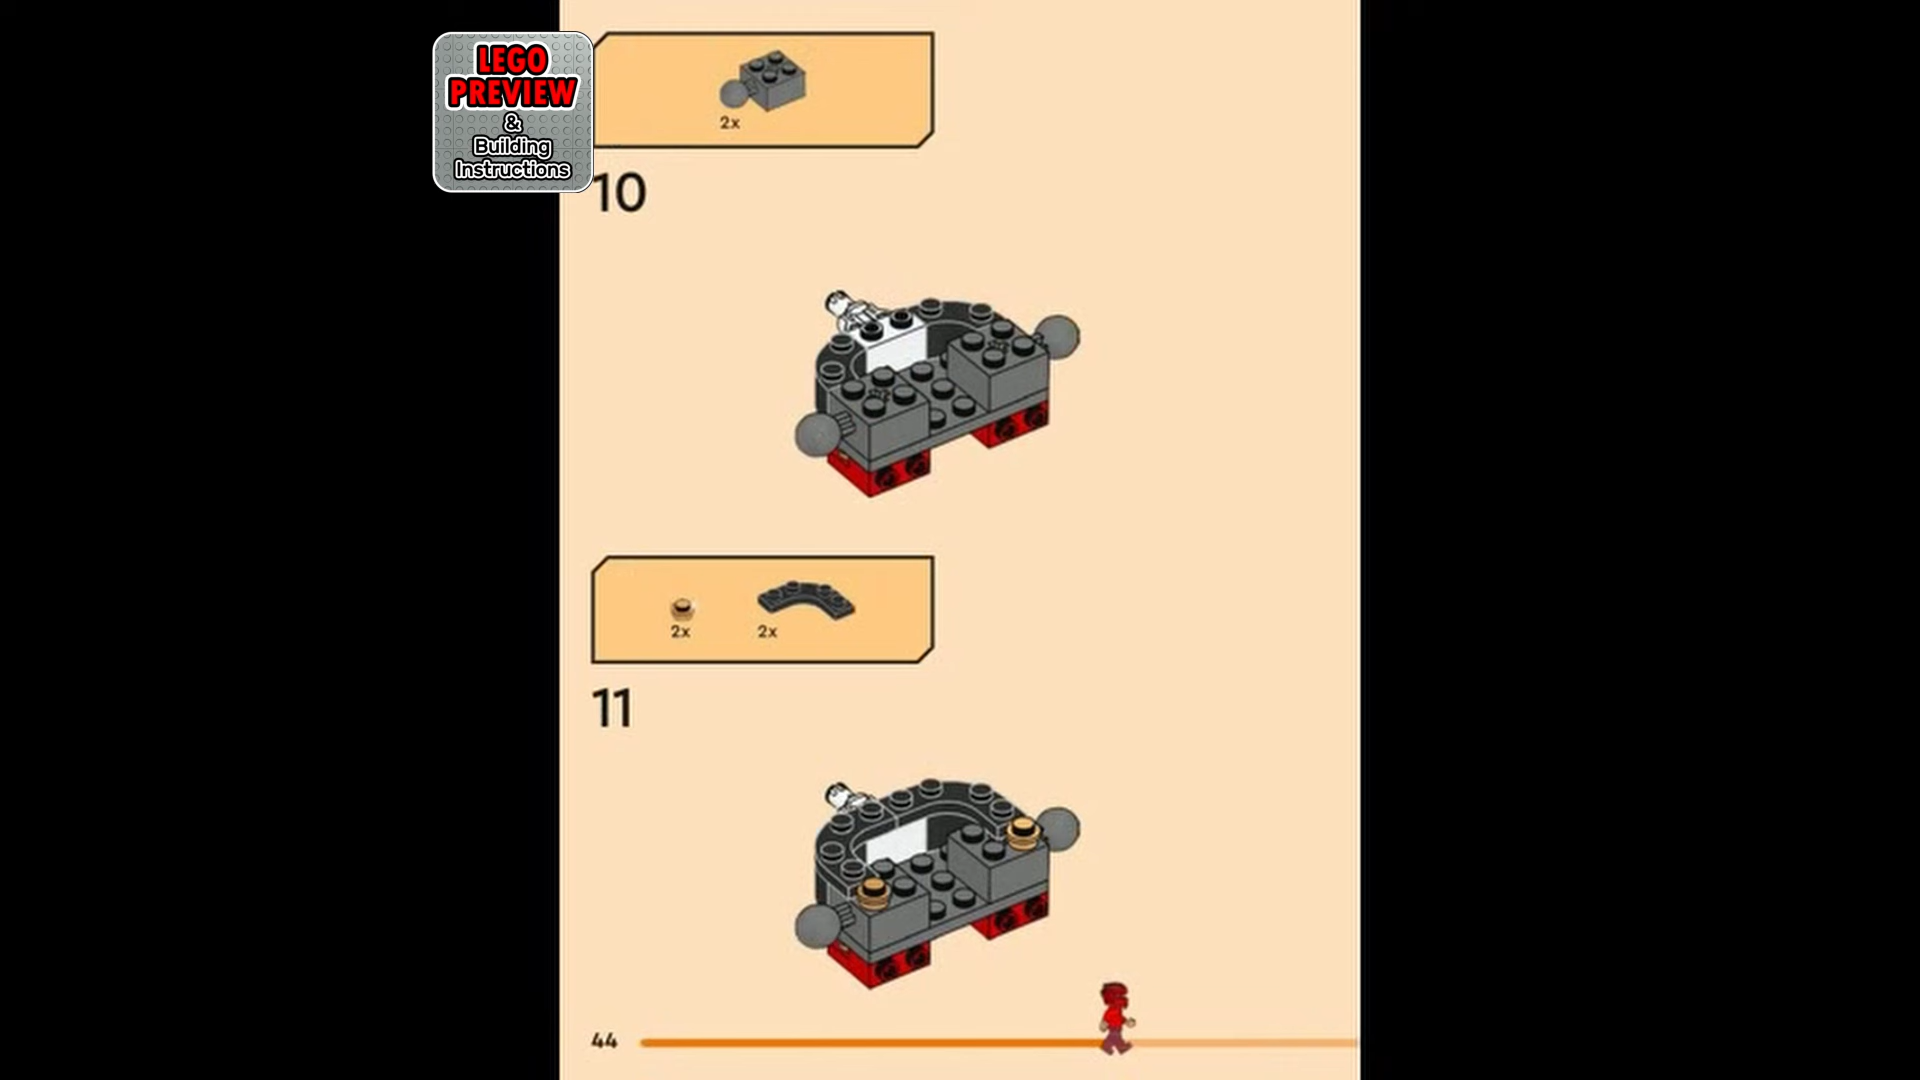 LEGO
PREVIEW
&
Building
Instructions
2x
10
2x 2x
11
44